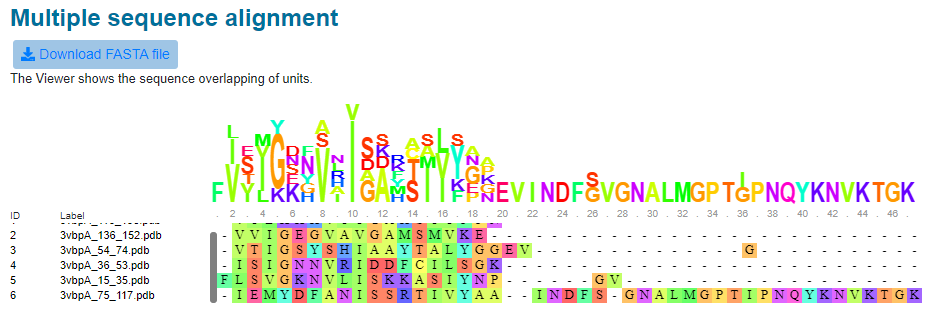 Multiple sequence alignment
Download FASTA file
The Viewer shows the sequence overlapping of units.
. 2 . 4 . 6 . 8 . 10 . 12 . 14 . 16 . 18 . 20 . 22 . 24 . 26 . 28 . 30 . 32 . 34 . 36 . 38 . 40 . 42 . 44 . 46 .
ID Label
2 3vbpA_136_152.pdb - V V I G E G V A V G A M S M V K E - - - - - - - - - - - - - - - - - - - - - - - - - - - - -
3 3vbpA_54_74.pdb - V T I G S Y S H I A A Y T A L Y G G E V - - - - - - - - - - - - - - G - - - - - - - - - - -
4 3vbpA_36_53.pdb - I S I G N N V R I D D F C I L S G K - - - - - - - - - - - - - - - - - - - - - - - - - - - -
5 3vbpA_15_35.pdb F L S V G K N V L I S K K A S I Y N P - - - - - - G V - - - - - - - - - - - - - - - - - - - -
6 3vbpA_75_117.pdb - I E M Y D F A N I S S R T I V Y A A - - I N D F S - G N A L M G P T I P N Q Y K N V K T G K